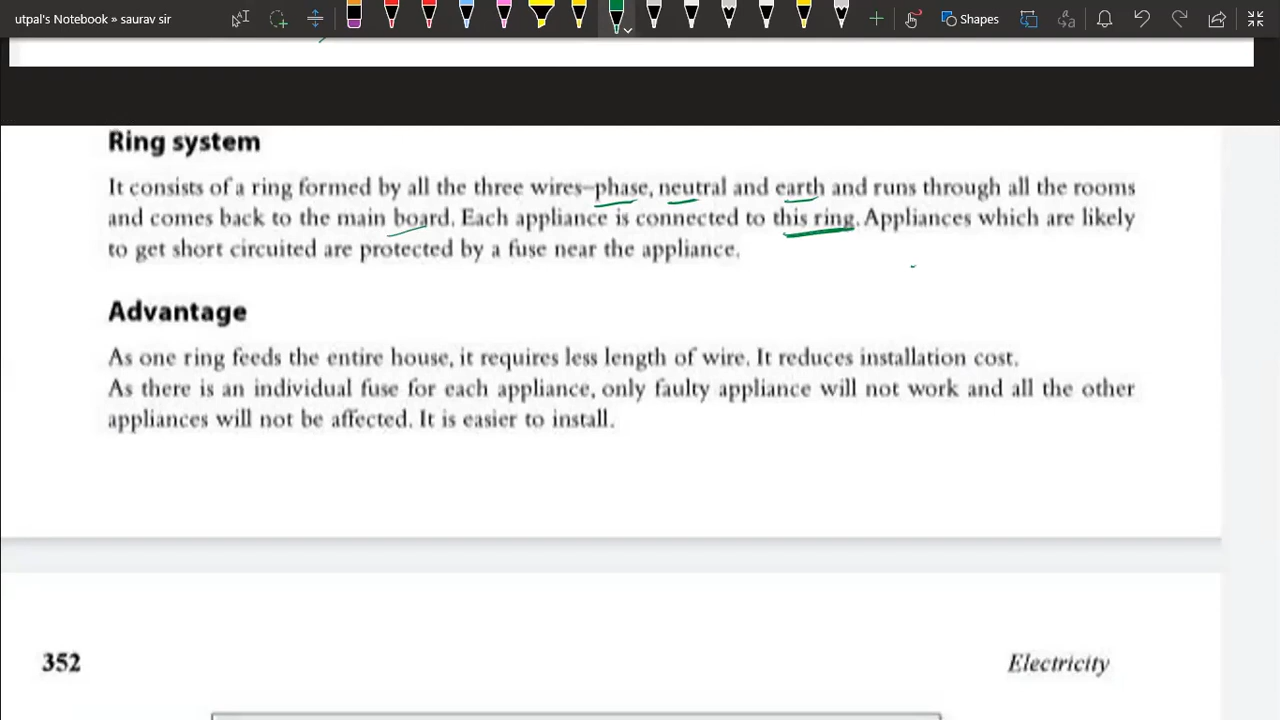 utpal's Notebook » saurav sir
Shapes
Ring system
It consists of a ring formed by all the three wires–phase, neutral and earth and runs through all the rooms
and comes back to the main board. Each appliance is connected to this ring. Appliances which are likely
to get short circuited are protected by a fuse near the appliance.
Advantage
As one ring feeds the entire house, it requires less length of wire. It reduces installation cost.
As there is an individual fuse for each appliance, only faulty appliance will not work and all the other
appliances will not be affected. It is easier to install.
352
Electricity